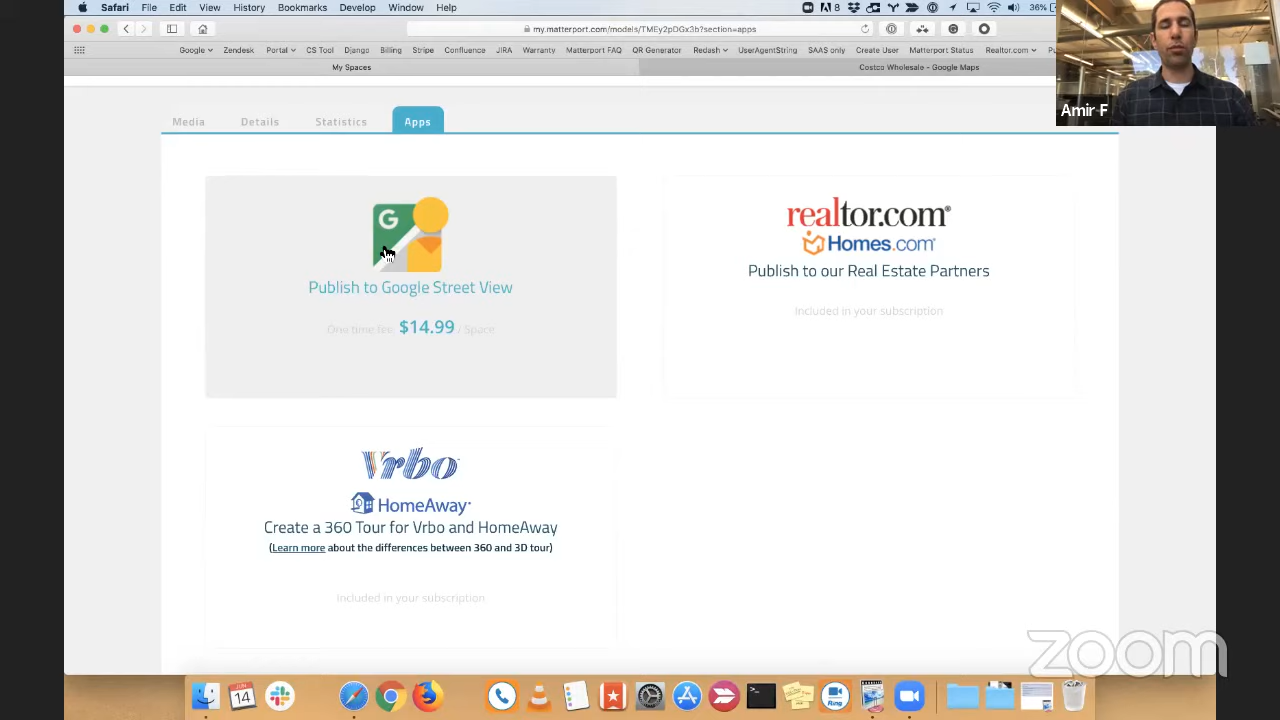 Safari File Edit View History Bookmarks Develop Window Help
8
36%
my.matterport.com/models/TMEy2pDGx3b?section=apps
Google Zendesk Portal CS Tool Django Billing Stripe Confluence JIRA Warranty Matterport FAQ QR Generator Redash UserAgentString SAAS only Create User Matterport Status Realtor.com
My Spaces
Costco Wholesale - Google Maps
Amir F
Media Details Statistics Apps
G
Publish to Google Street View
One time fee $14.99 / Space
realtor.com®
Homes.com
Publish to our Real Estate Partners
Included in your subscription
Vrbo
HomeAway
Create a 360 Tour for Vrbo and HomeAway
(Learn more about the differences between 360 and 3D tour)
Included in your subscription
zoom
JUN
14
Ring